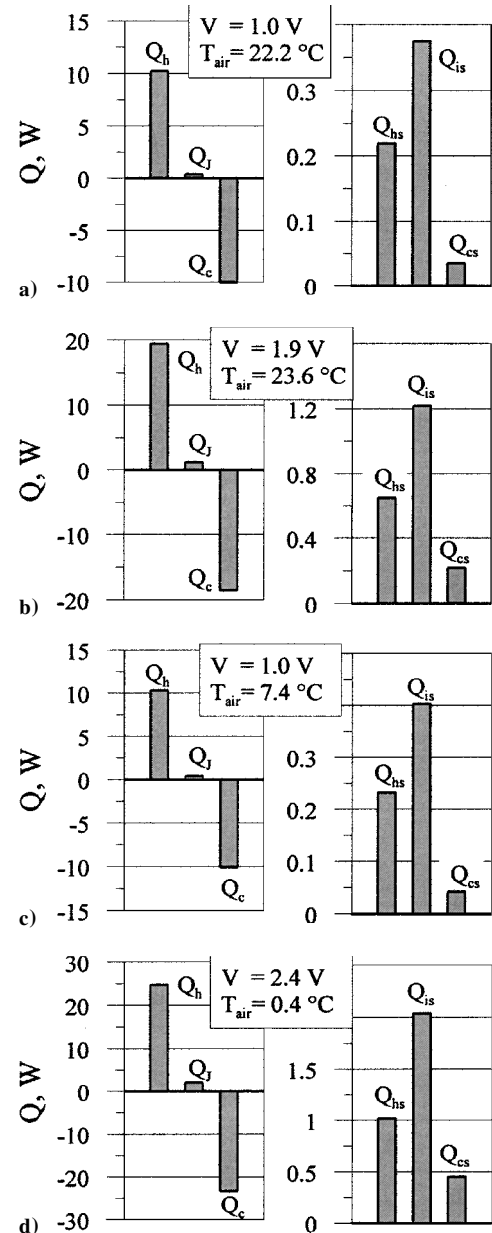 V = 1.0 V
T_air = 22.2 °C
Q, W
15
10
5
0
-5
-10
Q_h
Q_J
Q_c
0.3
0.2
0.1
0
Q_hs
Q_is
Q_cs
a)
V = 1.9 V
T_air = 23.6 °C
Q, W
20
10
0
-10
-20
Q_h
Q_J
Q_c
1.2
0.8
0.4
0
Q_hs
Q_is
Q_cs
b)
V = 1.0 V
T_air = 7.4 °C
Q, W
15
10
5
0
-5
-10
-15
Q_h
Q_J
Q_c
0.3
0.2
0.1
0
Q_hs
Q_is
Q_cs
c)
V = 2.4 V
T_air = 0.4 °C
Q, W
30
20
10
0
-10
-20
-30
Q_h
Q_J
Q_c
1.5
1
0.5
0
Q_hs
Q_is
Q_cs
d)